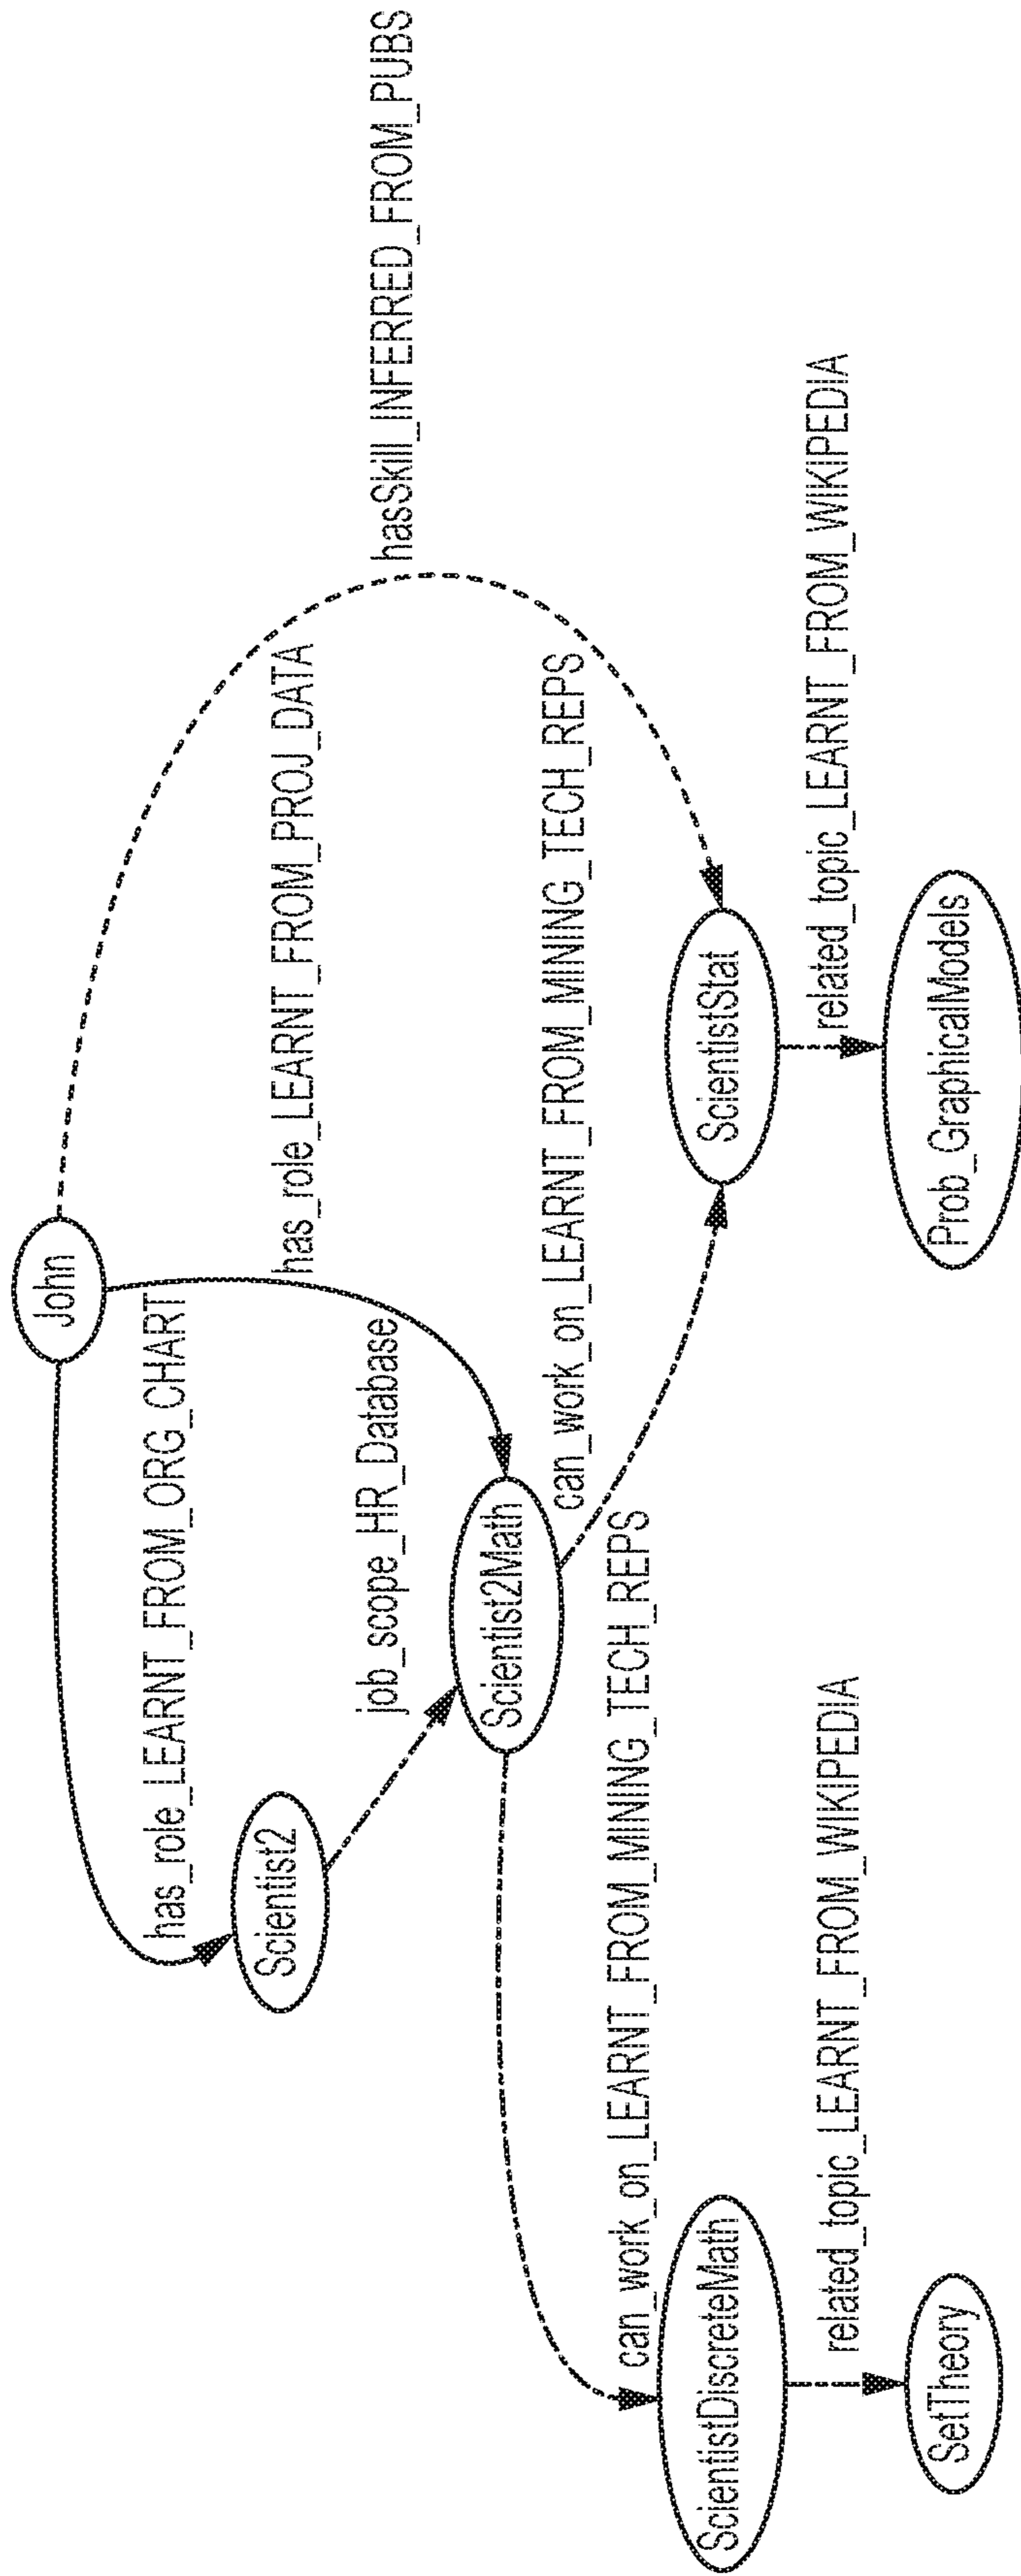 John
has_role_LEARNT_FROM_ORG_CHART
has_role_LEARNT_FROM_PROJ_DATA
hasSkill_INFERRED_FROM_PUBS
Scientist2
job_scope_HR_Database
Scientist2Math
can_work_on_LEARNT_FROM_MINING_TECH_REPS
can_work_on_LEARNT_FROM_MINING_TECH_REPS
ScientistDiscreteMath
ScientistStat
related_topic_LEARNT_FROM_WIKIPEDIA
related_topic_LEARNT_FROM_WIKIPEDIA
SetTheory
Prob_GraphicalModels